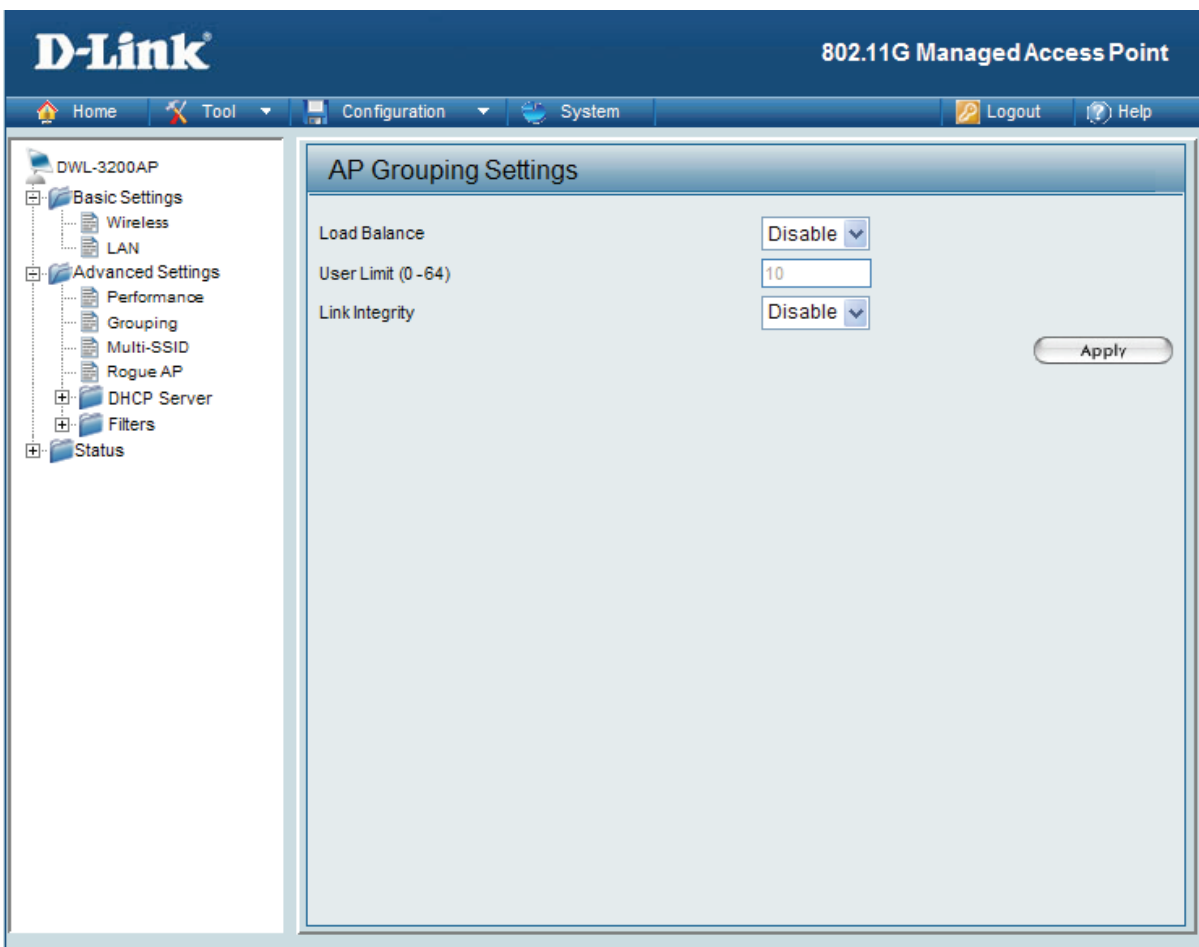 D-Link
802.11G Managed Access Point
Home Tool Configuration System Logout Help
DWL-3200AP
Basic Settings
Wireless
LAN
Advanced Settings
Performance
Grouping
Multi-SSID
Rogue AP
DHCP Server
Filters
Status
AP Grouping Settings
Load Balance Disable
User Limit (0 -64) 10
Link Integrity Disable
Apply